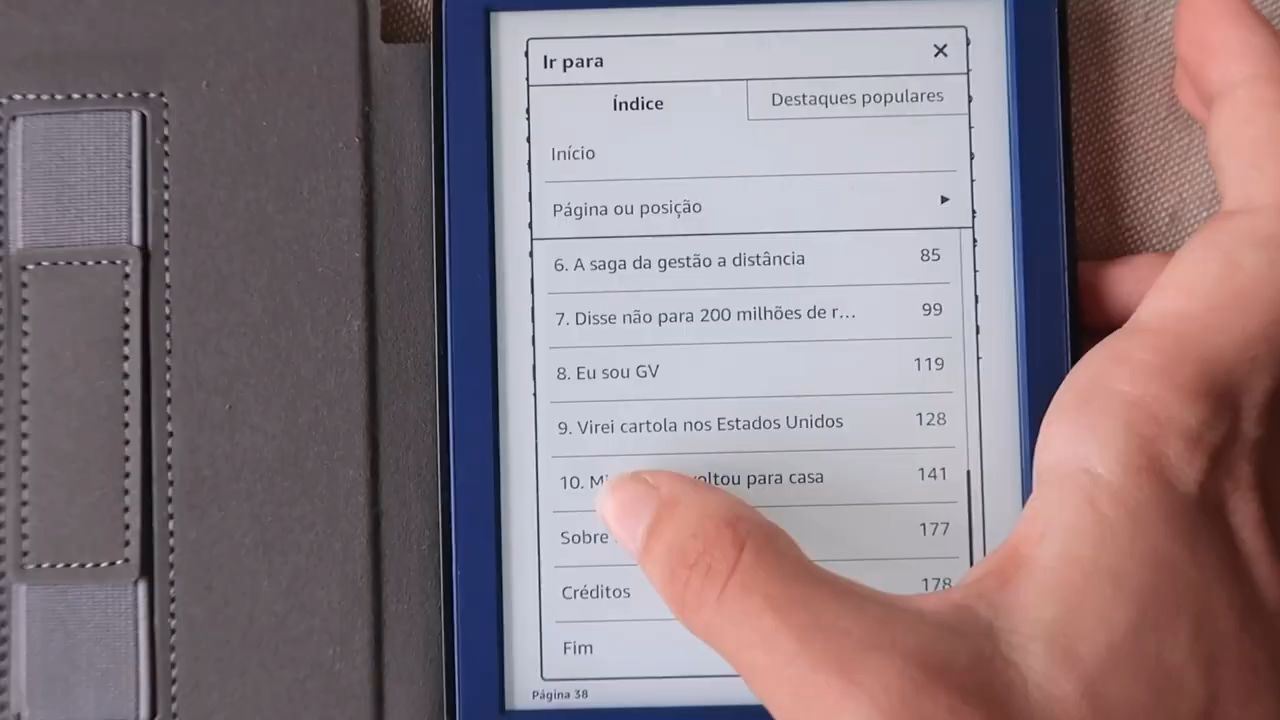 Ir para ×
Índice
Destaques populares
Início
Página ou posição
6. A saga da gestão a distância 85
7. Disse não para 200 milhões de r... 99
8. Eu sou GV 119
9. Virei cartola nos Estados Unidos 128
10. para casa 141
Sobre 177
Créditos 178
Fim
Página 38